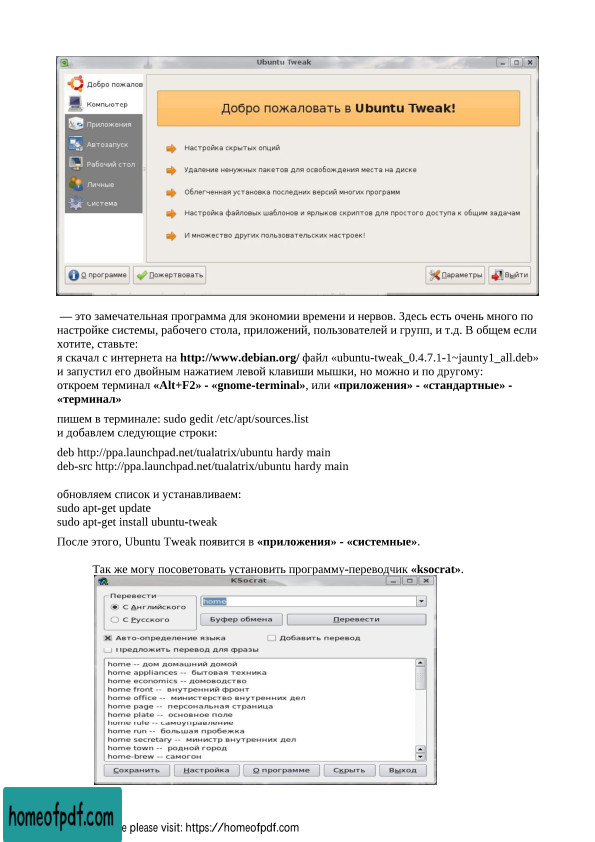 Ubuntu Tweak
Добро пожалов
Компьютер
Приложения
Автозапуск
Рабочий стол
Личные
Система
Добро пожаловать в Ubuntu Tweak!
Настройка скрытых опций
Удаление ненужных пакетов для освобождения места на диске
Облегченная установка последних версий многих программ
Настройка файловых шаблонов и ярлыков скриптов для простого доступа к общим задачам
И множество других пользовательских настроек!
О программе
Пожертвовать
Параметры
Выйти
— это замечательная программа для экономии времени и нервов. Здесь есть очень много по
настройке системы, рабочего стола, приложений, пользователей и групп, и т.д. В общем если
хотите, ставьте:
я скачал с интернета на http://www.debian.org/ файл «ubuntu-tweak_0.4.7.1-1~jaunty1_all.deb»
и запустил его двойным нажатием левой клавиши мышки, но можно и по другому:
откроем терминал «Alt+F2» - «gnome-terminal», или «приложения» - «стандартные» -
«терминал»
пишем в терминале: sudo gedit /etc/apt/sources.list
и добавлем следующие строки:
deb http://ppa.launchpad.net/tualatrix/ubuntu hardy main
deb-src http://ppa.launchpad.net/tualatrix/ubuntu hardy main
обновляем список и устанавливаем:
sudo apt-get update
sudo apt-get install ubuntu-tweak
После этого, Ubuntu Tweak появится в «приложения» - «системные».
Так же могу посоветовать установить программу-переводчик «ksocrat».
KSocrat
Перевести
С Английского
С Русского
home
Буфер обмена
Перевести
Авто-определение языка
Добавить перевод
Предложить перевод для фразы
home -- дом домашний домой
home appliances -- бытовая техника
home economics -- домоводство
home front -- внутренний фронт
home office -- министерство внутренних дел
home page -- персональная страница
home plate -- основное поле
home rule -- самоуправление
home run -- большая пробежка
home secretary -- министр внутренних дел
home town -- родной город
home-brew -- самогон
Сохранить
Настройка
О программе
Скрыть
Выход
homeofpdf.com
e please visit: https://homeofpdf.com